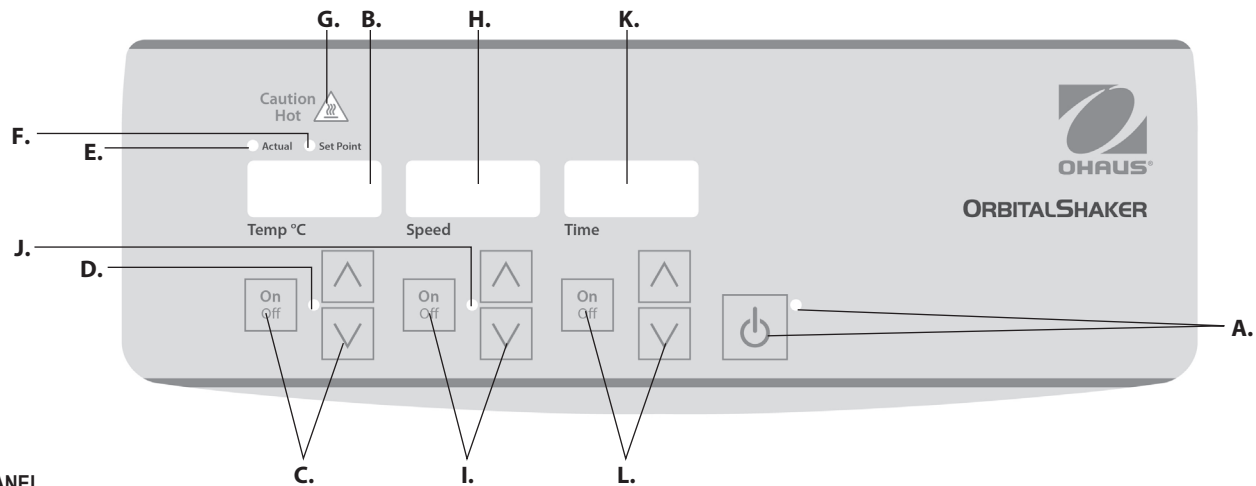 G. B. H. K.
Caution
Hot
F.
E.
Actual Set Point
OHAUS®
ORBITALSHAKER
Temp °C Speed Time
J.
D.
On
Off
On
Off
On
Off
A.
C. I. L.